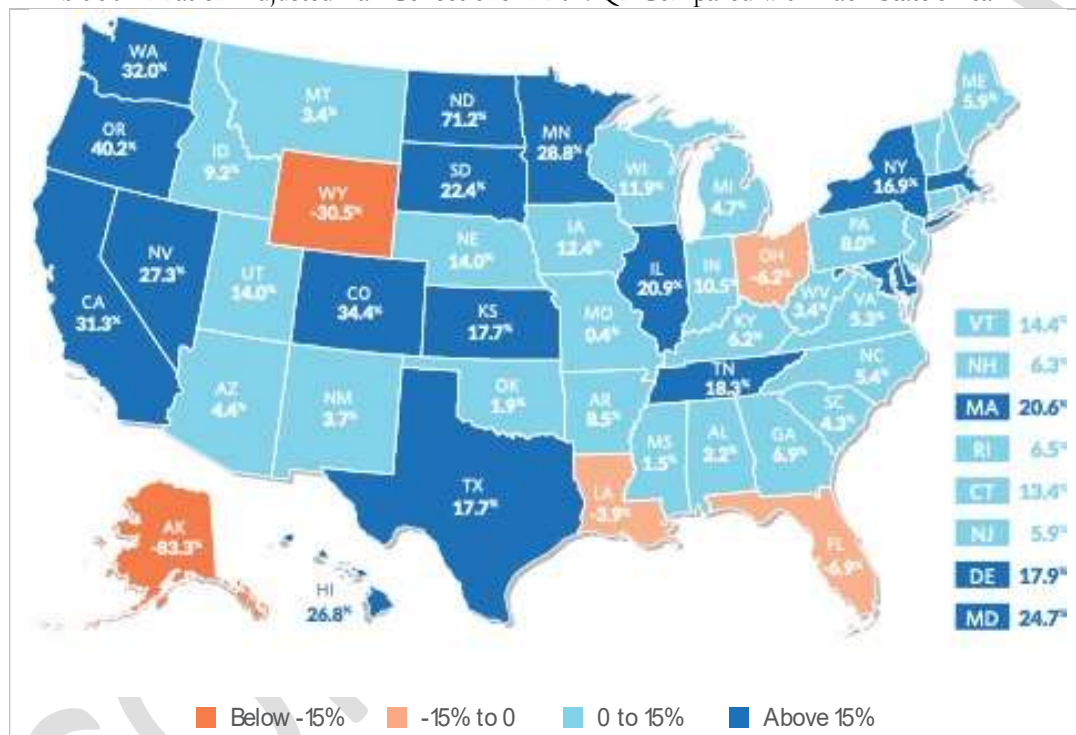 WA
32.0%
MT
3.4%
ND
71.2%
MN
28.8%
ME
5.9%
OR
40.2%
ID
9.2%
WY
-30.5%
SD
22.4%
WI
11.9%
MI
4.7%
NY
16.9%
NV
27.3%
UT
14.0%
CO
34.4%
NE
14.0%
IA
12.4%
IL
20.9%
IN
10.5%
OH
-6.2%
PA
8.0%
CA
31.3%
KS
17.7%
MO
0.4%
KY
6.2%
WV
3.4%
VA
5.3%
VT 14.4%
NH 6.3%
MA 20.6%
RI 6.5%
CT 13.4%
NJ 5.9%
DE 17.9%
MD 24.7%
AZ
4.4%
NM
3.7%
OK
1.9%
AR
8.5%
TN
18.3%
NC
5.4%
SC
4.3%
MS
1.5%
AL
GA
6.9%
TX
17.7%
LA
-3.9%
FL
-6.9%
AK
-83.3%
HI
26.8%
Below -15% -15% to 0 0 to 15% Above 15%